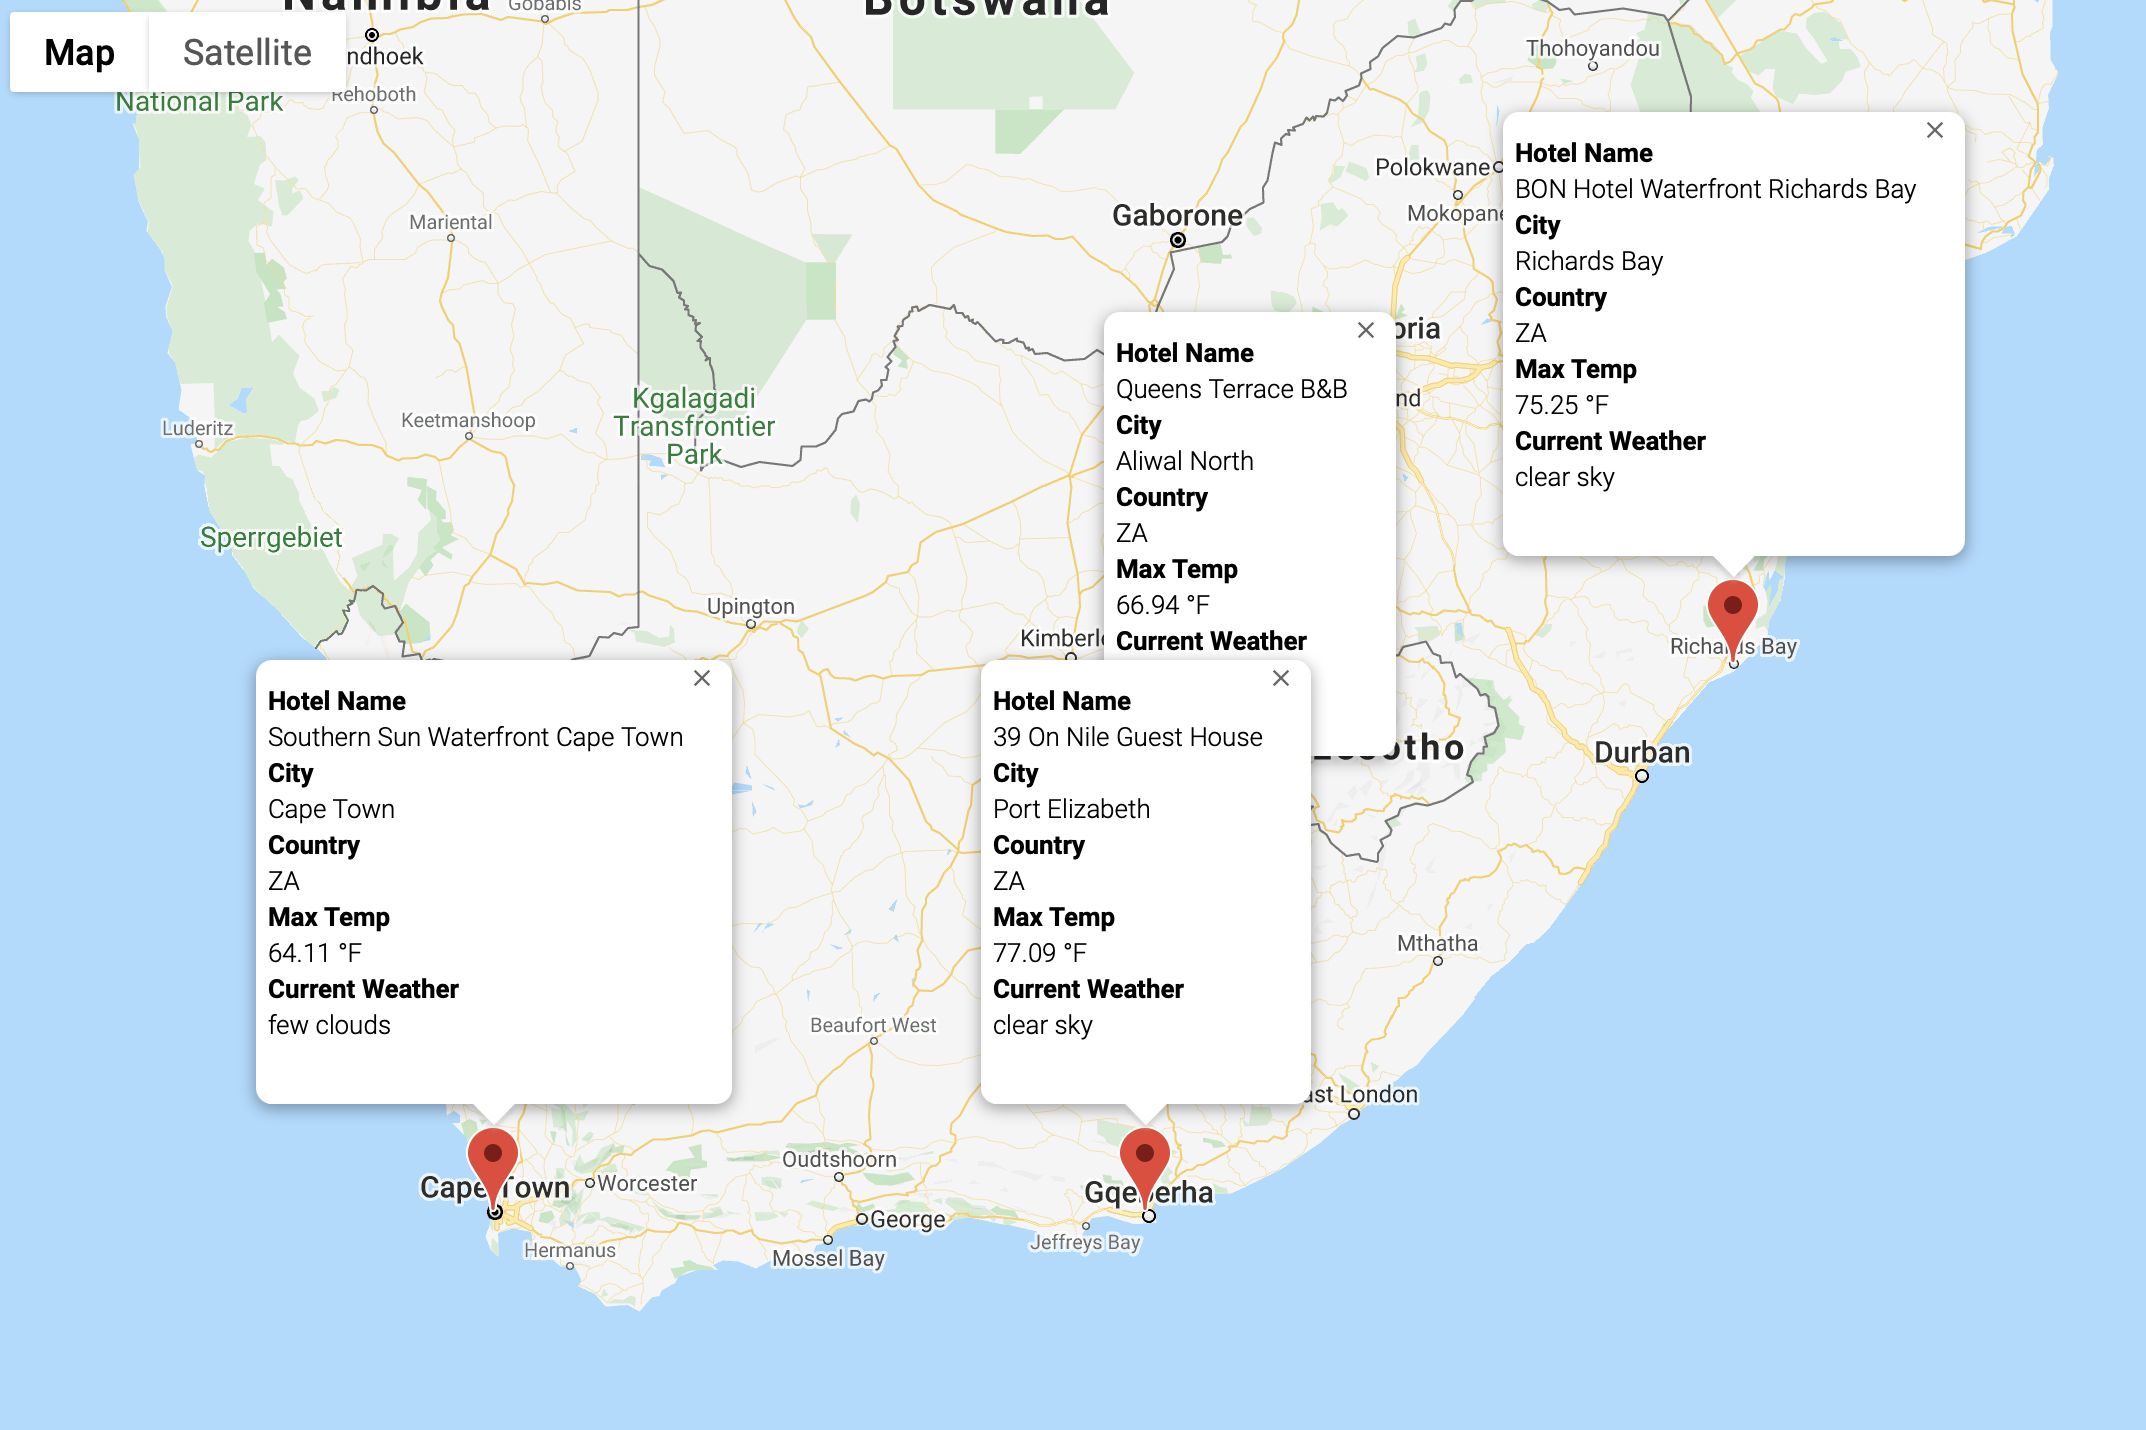 Map
Satellite
Namibia
Gobabis
Botswana
Thohoyandou
ndhoek
Rehoboth
National Park
Hotel Name
BON Hotel Waterfront Richards Bay
City
Richards Bay
Country
ZA
Max Temp
75.25 °F
Current Weather
clear sky
Polokwane
Mokopane
Mariental
Gaborone
Hotel Name
Queens Terrace B&B
City
Aliwal North
Country
ZA
Max Temp
66.94 °F
Current Weather
oria
nd
Kgalagadi
Transfrontier
Park
Keetmanshoop
Luderitz
Sperrgebiet
Upington
Kimberle
Richards Bay
Hotel Name
Southern Sun Waterfront Cape Town
City
Cape Town
Country
ZA
Max Temp
64.11 °F
Current Weather
few clouds
Hotel Name
39 On Nile Guest House
City
Port Elizabeth
Country
ZA
Max Temp
77.09 °F
Current Weather
clear sky
Lesotho
Durban
Mthatha
Beaufort West
ast London
Cape Town
Worcester
Oudtshoorn
George
Gqeberha
Jeffreys Bay
Hermanus
Mossel Bay